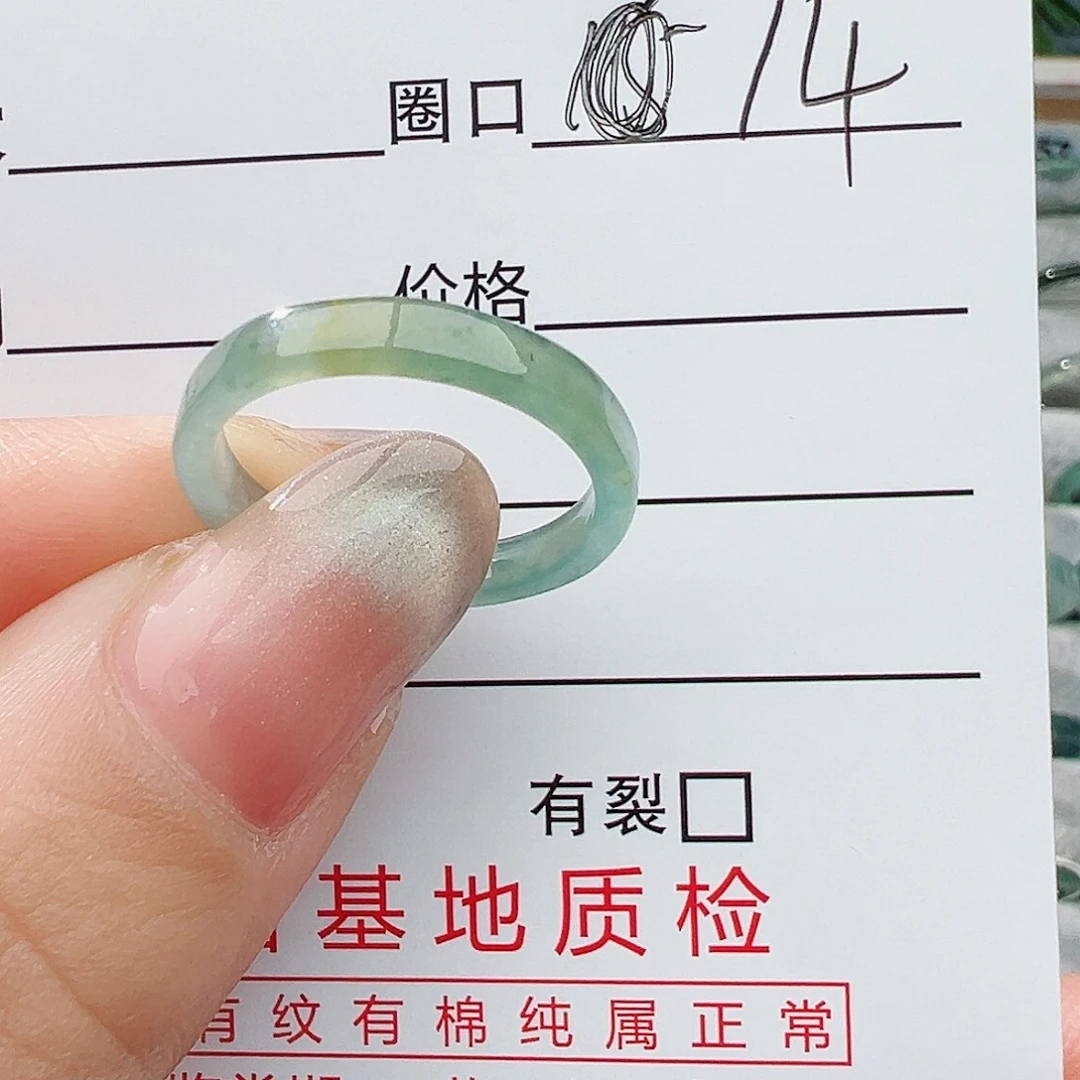 圈口 14
价格
有裂
基地质检
有纹有棉纯属正常